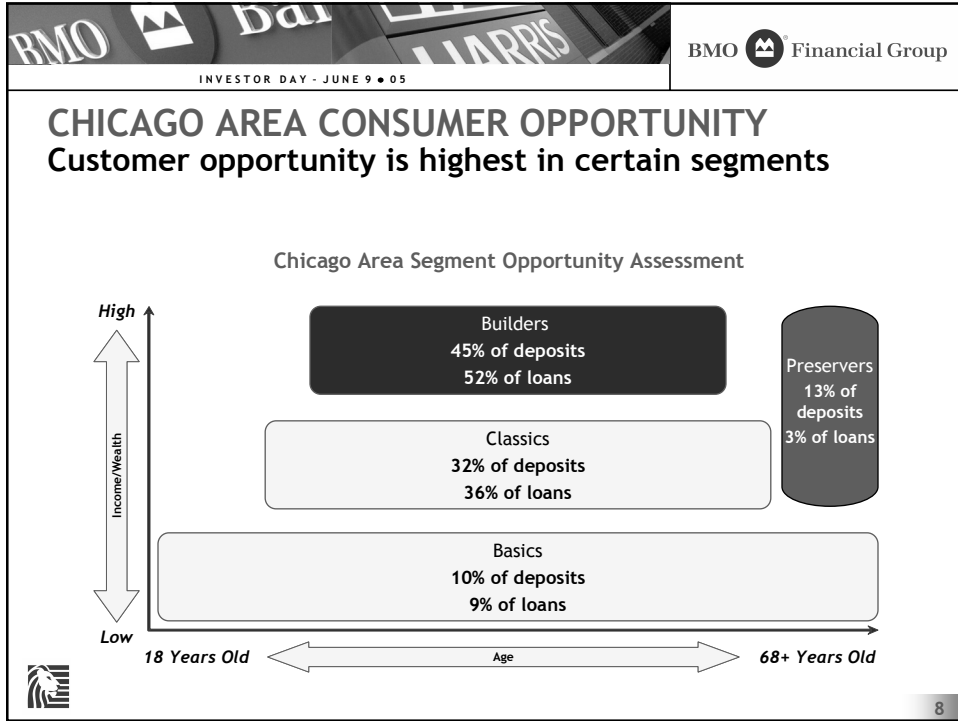 BMO
Bar
HARRIS
INVESTOR DAY - JUNE 9 ● 05
BMO Financial Group
®
CHICAGO AREA CONSUMER OPPORTUNITY
Customer opportunity is highest in certain segments
Chicago Area Segment Opportunity Assessment
High
Income/Wealth
Low
Builders
45% of deposits
52% of loans
Preservers
13% of
deposits
3% of loans
Classics
32% of deposits
36% of loans
Basics
10% of deposits
9% of loans
18 Years Old
Age
68+ Years Old
8